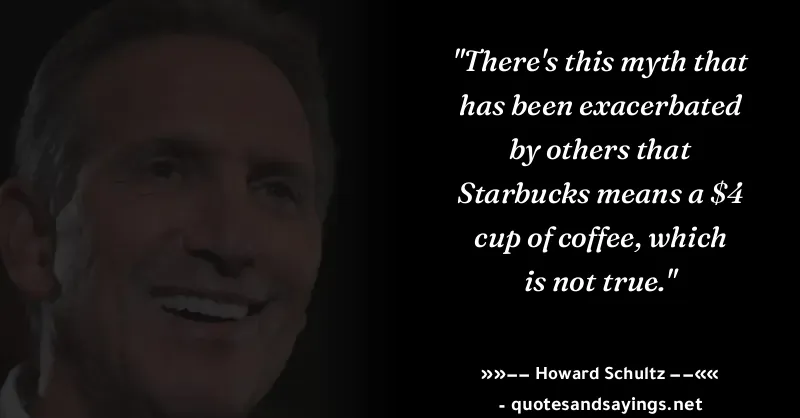 "There's this myth that
has been exacerbated
by others that
Starbucks means a $4
cup of coffee, which
is not true."
»»−− Howard Schultz −−««
- quotesandsayings.net